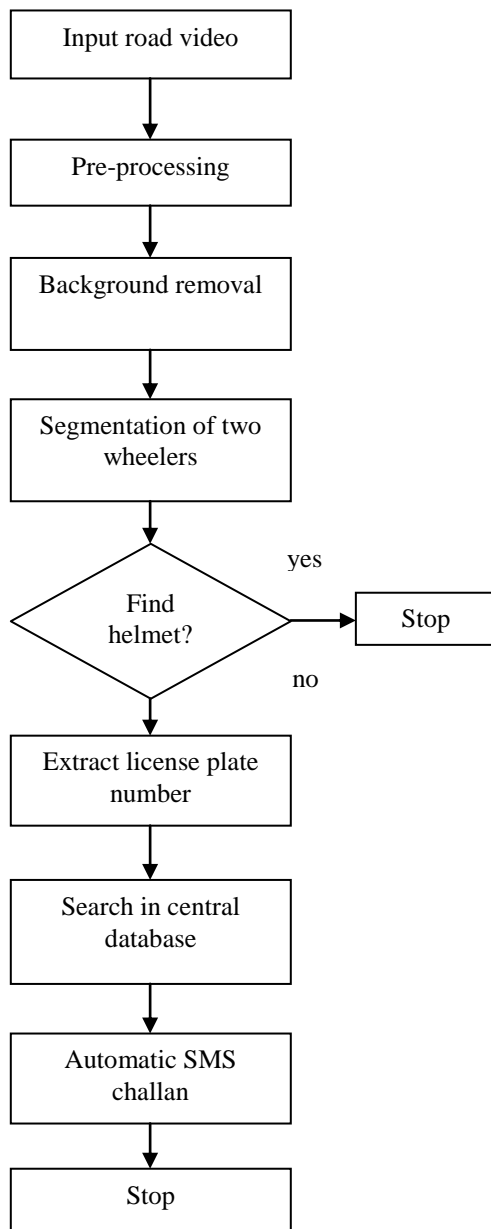 Input road video
Pre-processing
Background removal
Segmentation of two
wheelers
yes
Find
helmet?
Stop
no
Extract license plate
number
Search in central
database
Automatic SMS
challan
Stop